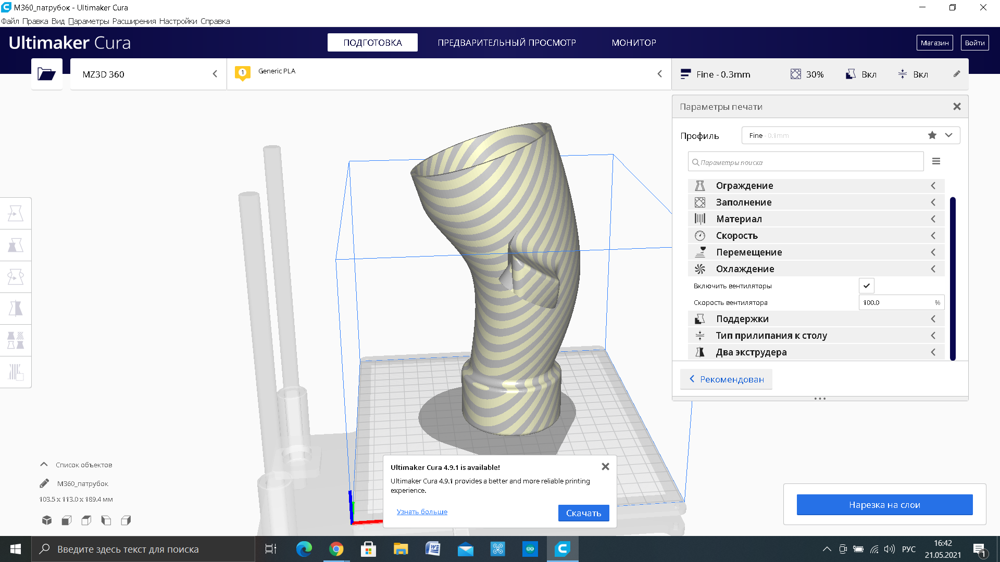 М360_патрубок - Ultimaker Cura
Файл Правка Вид Параметры Расширения Настройки Справка
Ultimaker Cura
ПОДГОТОВКА
ПРЕДВАРИТЕЛЬНЫЙ ПРОСМОТР
МОНИТОР
Магазин
Войти
MZ3D 360
1
Generic PLA
Fine - 0.3mm
30%
Вкл
Вкл
Параметры печати
Профиль
Fine - 0.1mm
Параметры поиска
Ограждение
Заполнение
Материал
Скорость
Перемещение
Охлаждение
Включить вентиляторы
Скорость вентилятора
100.0 %
Поддержки
Тип прилипания к столу
Два экструдера
Рекомендован
Ultimaker Cura 4.9.1 is available!
Ultimaker Cura 4.9.1 provides a better and more reliable printing
experience.
Узнать больше
Скачать
Список объектов
М360_патрубок
103.5 x 113.0 x 189.4 мм
Нарезка на слои
Введите здесь текст для поиска
РУС
16:42
21.05.2021
1